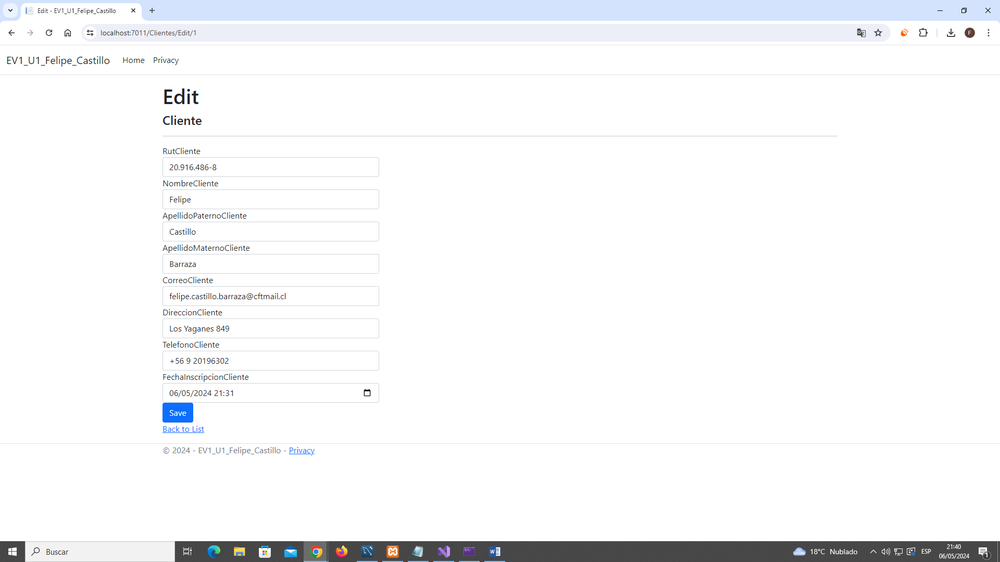 Edit - EV1_U1_Felipe_Castillo
localhost:7011/Clientes/Edit/1
F
EV1_U1_Felipe_Castillo Home Privacy
Edit
Cliente
RutCliente
20.916.486-8
NombreCliente
Felipe
ApellidoPaternoCliente
Castillo
ApellidoMaternoCliente
Barraza
CorreoCliente
felipe.castillo.barraza@cftmail.cl
DireccionCliente
Los Yaganes 849
TelefonoCliente
+56 9 20196302
FechaInscripcionCliente
06/05/2024 21:31
Save
Back to List
© 2024 - EV1_U1_Felipe_Castillo - Privacy
Buscar
18°C Nublado
ESP
21:40
06/05/2024
1